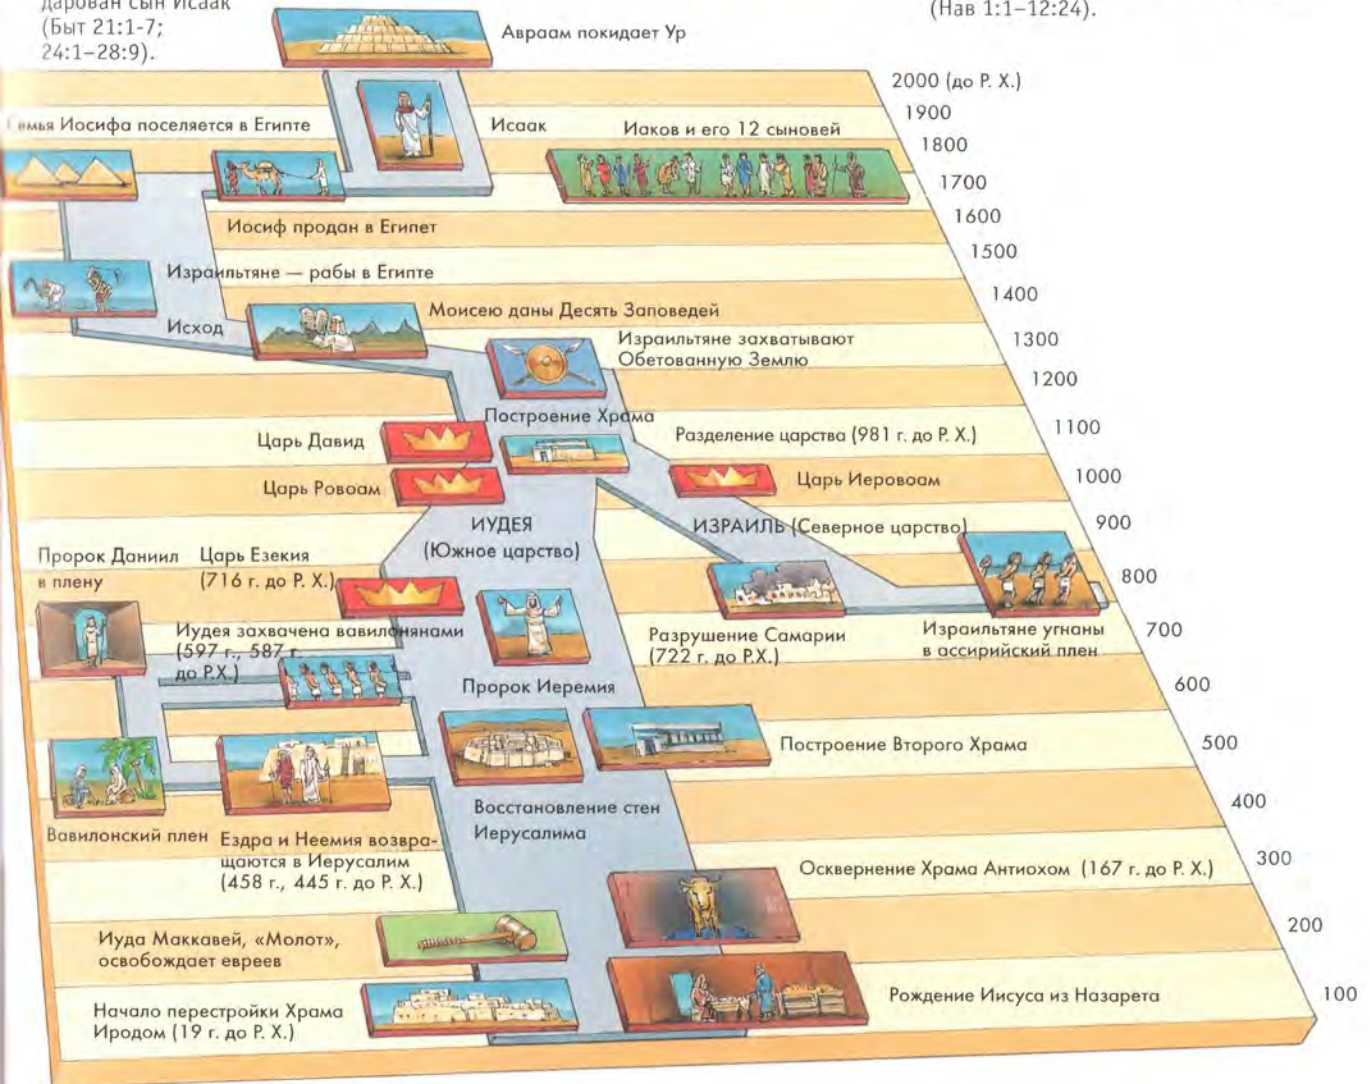 дарован сын Исаак
(Быт 21:1-7;
24:1–28:9).
(Нав 1:1–12:24).
Авраам покидает Ур
2000 (до Р. Х.)
1900
Семья Иосифа поселяется в Египте
Исаак
Иаков и его 12 сыновей
1800
1700
1600
Иосиф продан в Египет
1500
Израильтяне — рабы в Египте
1400
Моисею даны Десять Заповедей
Исход
Израильтяне захватывают
Обетованную Землю
1300
1200
Построение Храма
1100
Царь Давид
Разделение царства (981 г. до Р. Х.)
1000
Царь Ровоам
Царь Иеровоам
900
ИУДЕЯ
(Южное царство)
ИЗРАИЛЬ (Северное царство)
Пророк Даниил
в плену
Царь Езекия
(716 г. до Р. Х.)
800
Иудея захвачена вавилонянами
(597 г., 587 г.
до Р.Х.)
Разрушение Самарии
(722 г. до Р.Х.)
Израильтяне угнаны
в ассирийский плен
700
Пророк Иеремия
600
Построение Второго Храма
500
Восстановление стен
Иерусалима
400
Вавилонский плен
Ездра и Неемия возвра-
щаются в Иерусалим
(458 г., 445 г. до Р. Х.)
300
Осквернение Храма Антиохом (167 г. до Р. Х.)
200
Иуда Маккавей, «Молот»,
освобождает евреев
Начало перестройки Храма
Иродом (19 г. до Р. Х.)
Рождение Иисуса из Назарета
100